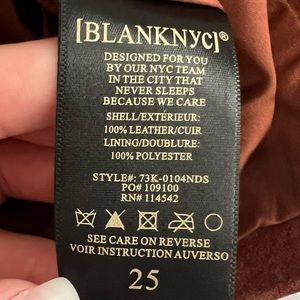 [BLANKNYC]®
DESIGNED FOR YOU
BY OUR NYC TEAM
IN THE CITY THAT
NEVER SLEEPS
BECAUSE WE CARE
SHELL/EXTÉRIEUR:
100% LEATHER/CUIR
LINING/DOUBLURE:
100% POLYESTER
STYLE#: 73K-0104NDS
PO# 109100
RN# 114542
SEE CARE ON REVERSE
VOIR INSTRUCTION AUVERSO
25